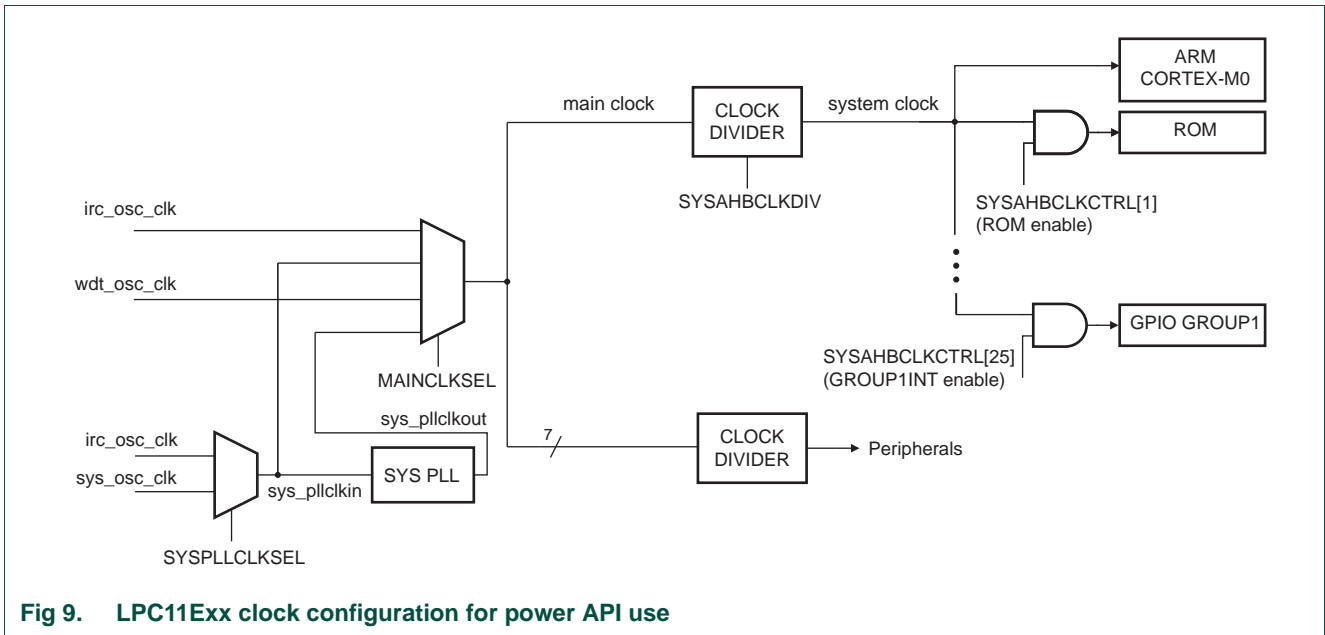 ARM
CORTEX-M0
main clock
CLOCK
DIVIDER
system clock
ROM
SYSAHBCLKDIV
SYSAHBCLKCTRL[1]
(ROM enable)
irc_osc_clk
wdt_osc_clk
GPIO GROUP1
SYSAHBCLKCTRL[25]
(GROUP1INT enable)
MAINCLKSEL
sys_pllclkout
irc_osc_clk
sys_osc_clk
sys_pllclkin
SYS PLL
7
CLOCK
DIVIDER
Peripherals
SYSPLLCLKSEL
Fig 9. LPC11Exx clock configuration for power API use